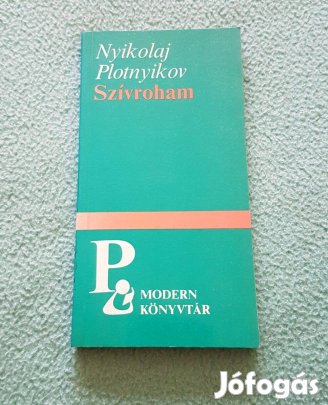 Nyikolaj
Plotnyikov
Szívroham
P.
MODERN
KÖNYVTÁR
Jófogás